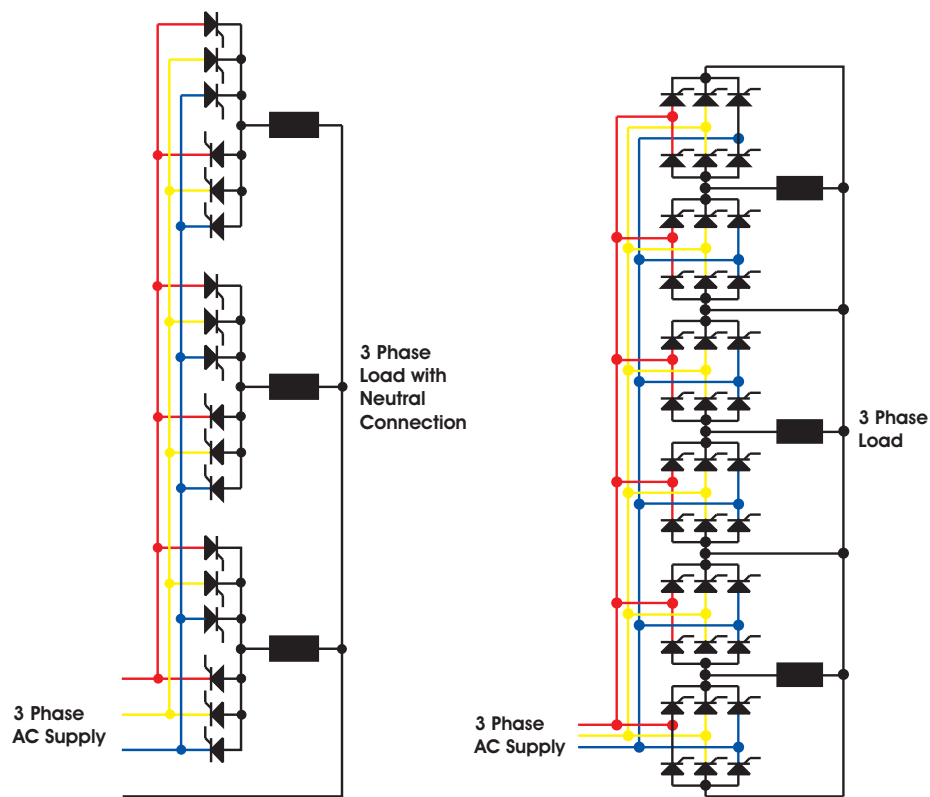 3 Phase
Load with
Neutral
Connection
3 Phase
AC Supply
3 Phase
Load
3 Phase
AC Supply